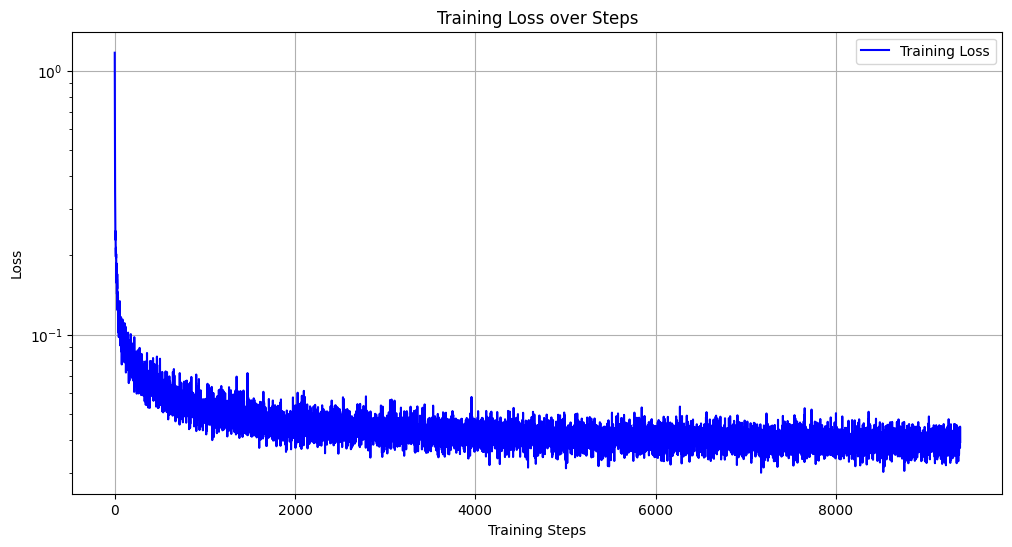 Training Loss over Steps
Training Loss
Loss
10⁰
10⁻¹
0 2000 4000 6000 8000
Training Steps